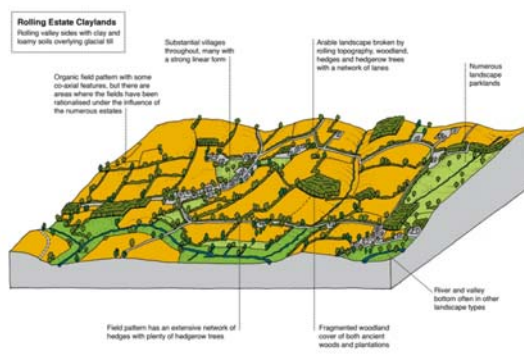 Rolling Estate Claylands
Rolling valley sides with clay and
loamy soils overlying glacial till
Substantial villages
throughout, many with
a strong linear form
Arable landscape broken by
rolling topography, woodland,
hedges and hedgerow trees
with a network of lanes
Numerous
landscape
parklands
Organic field pattern with some
co-axial features, but there are
areas where the fields have been
rationalised under the influence of
the numerous estates
River and valley
bottom often in other
landscape types
Field pattern has an extensive network of
hedges with plenty of hedgerow trees
Fragmented woodland
cover of both ancient
woods and plantations